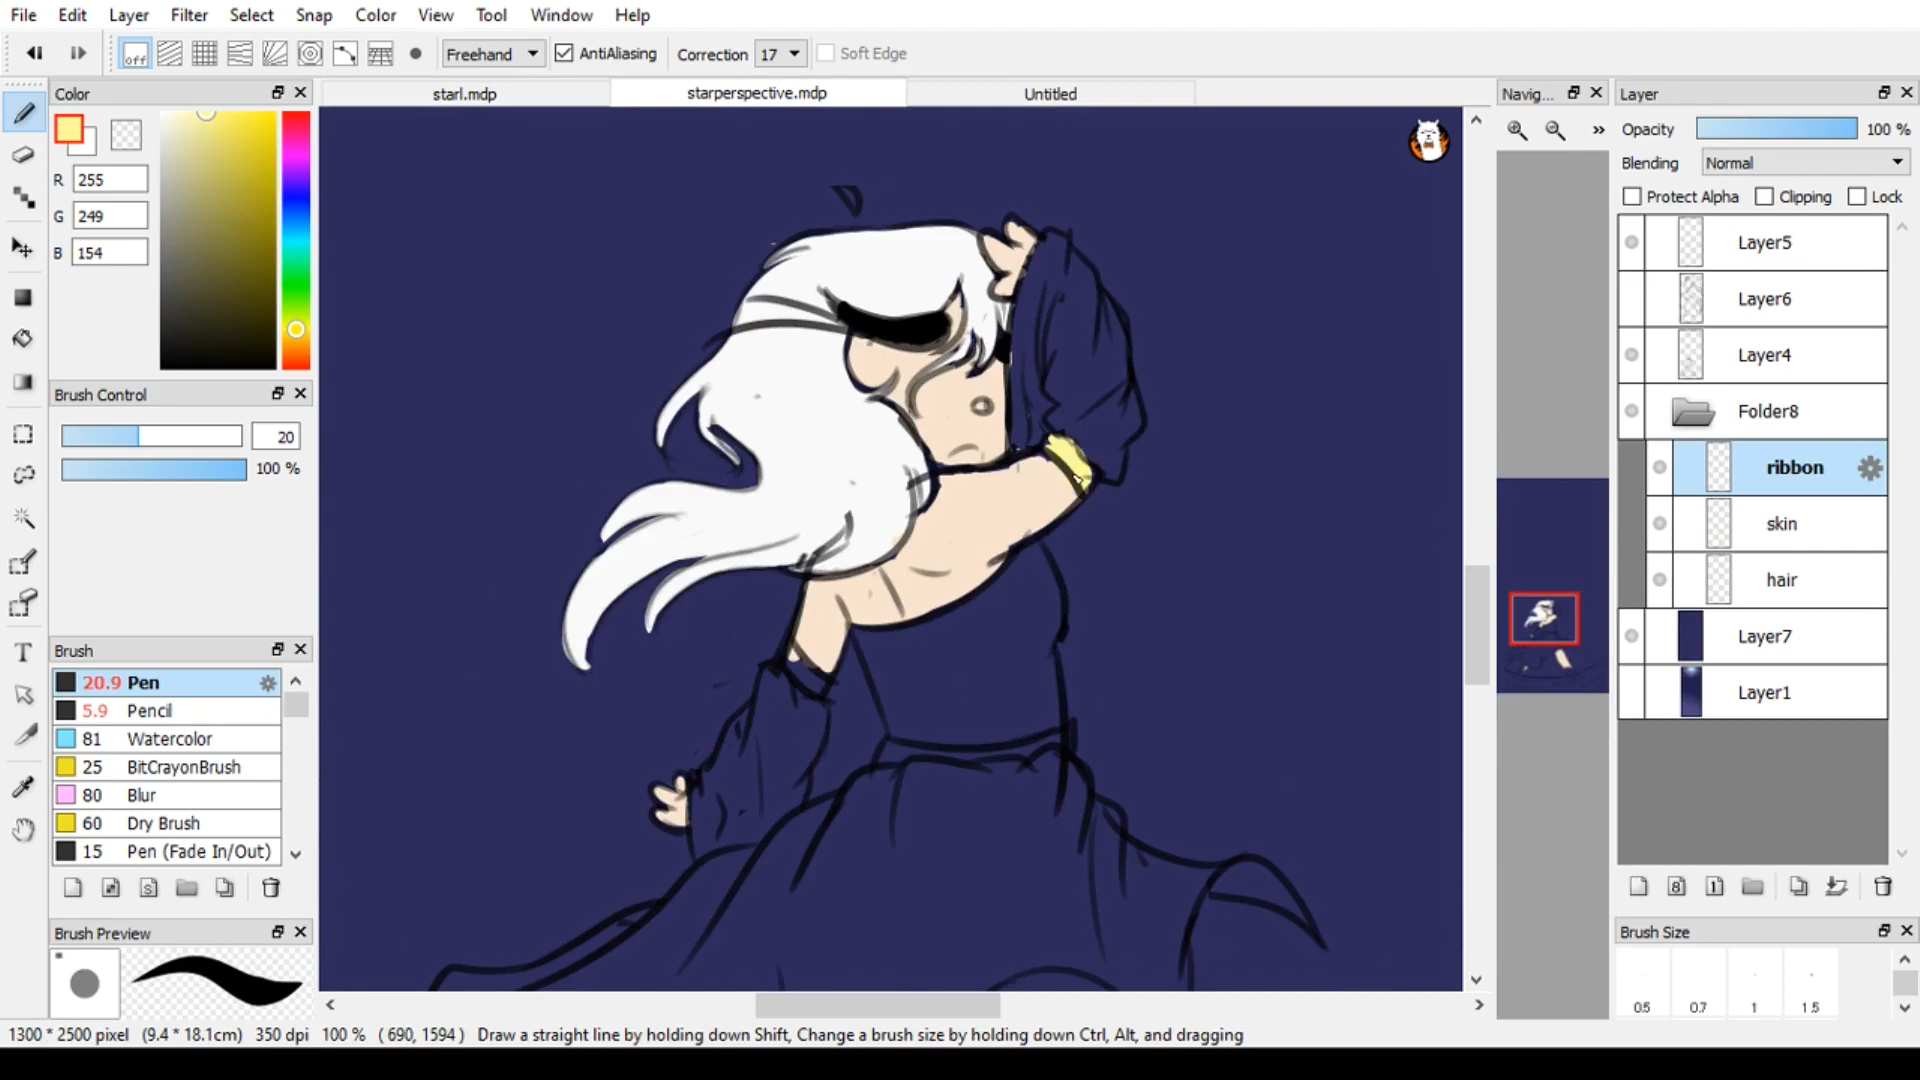 File Edit Layer Filter Select Snap Color View Tool Window Help
off Freehand AntiAliasing Correction 17 Soft Edge
Color
starl.mdp starperspective.mdp Untitled
Navig... Layer
R 255
G 249
B 154
Opacity 100 %
Blending Normal
Protect Alpha Clipping Lock
Layer5
Layer6
Layer4
Folder8
ribbon
skin
hair
Layer7
Layer1
Brush Control
20
100 %
Brush
20.9 Pen
5.9 Pencil
81 Watercolor
25 BitCrayonBrush
80 Blur
60 Dry Brush
15 Pen (Fade In/Out)
Brush Preview
Brush Size
0.5 0.7 1 1.5
1300 * 2500 pixel (9.4 * 18.1cm) 350 dpi 100 % ( 690, 1594 ) Draw a straight line by holding down Shift, Change a brush size by holding down Ctrl, Alt, and dragging